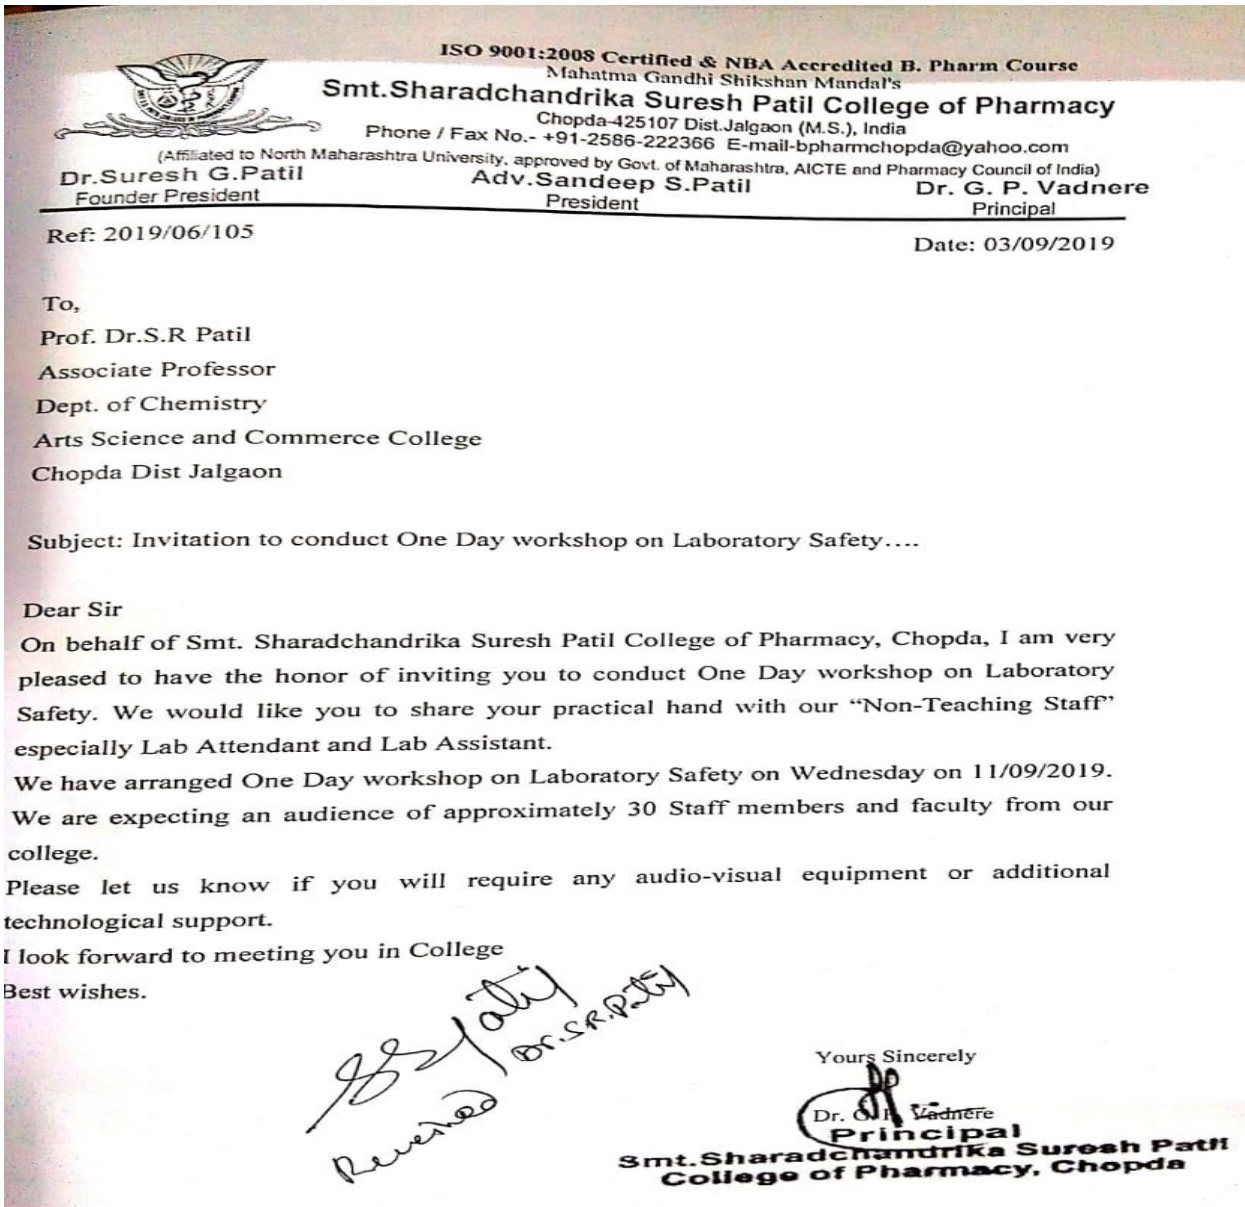 ISO 9001:2008 Certified & NBA Accredited B. Pharm Course
Mahatma Gandhi Shikshan Mandal's
Smt.Sharadchandrika Suresh Patil College of Pharmacy
Chopda-425107 Dist.Jalgaon (M.S.), India
Phone / Fax No.- +91-2586-222366 E-mail-bpharmchopda@yahoo.com
(Affiliated to North Maharashtra University, approved by Govt. of Maharashtra, AICTE and Pharmacy Council of India)
Dr.Suresh G.Patil Adv.Sandeep S.Patil Dr. G. P. Vadnere
Founder President President Principal
Ref: 2019/06/105 Date: 03/09/2019
To,
Prof. Dr.S.R Patil
Associate Professor
Dept. of Chemistry
Arts Science and Commerce College
Chopda Dist Jalgaon
Subject: Invitation to conduct One Day workshop on Laboratory Safety....
Dear Sir
On behalf of Smt. Sharadchandrika Suresh Patil College of Pharmacy, Chopda, I am very
pleased to have the honor of inviting you to conduct One Day workshop on Laboratory
Safety. We would like you to share your practical hand with our “Non-Teaching Staff’
especially Lab Attendant and Lab Assistant.
We have arranged One Day workshop on Laboratory Safety on Wednesday on 11/09/2019.
We are expecting an audience of approximately 30 Staff members and faculty from our
college.
Please let us know if you will require any audio-visual equipment or additional
technological support.
I look forward to meeting you in College
Best wishes.
Dr.S.R.Patil
Received
Yours Sincerely
Dr. G. P. Vadnere
Principal
Smt.Sharadchandrika Suresh Patil
College of Pharmacy, Chopda